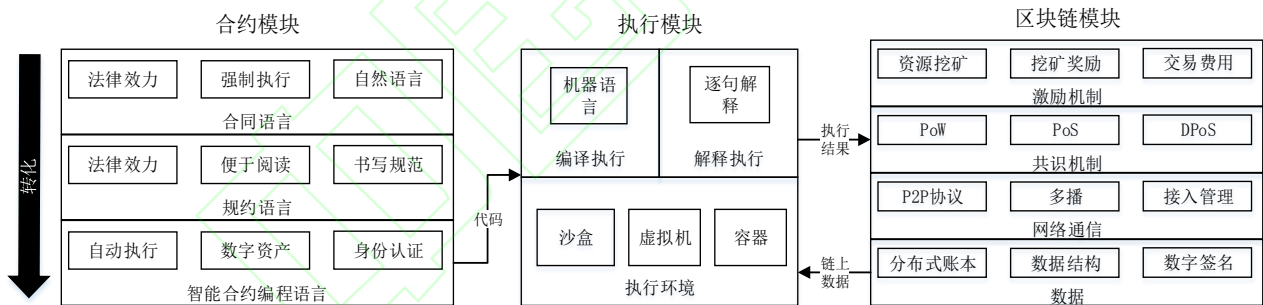 合约模块
执行模块
区块链模块
转化
法律效力
强制执行
自然语言
合同语言
法律效力
便于阅读
书写规范
规约语言
自动执行
数字资产
身份认证
智能合约编程语言
代码
机器语
言
编译执行
逐句解
释
解释执行
沙盒
虚拟机
容器
执行环境
执行
结果
链上
数据
资源挖矿
挖矿奖励
交易费用
激励机制
PoW
PoS
DPoS
共识机制
P2P协议
多播
接入管理
网络通信
分布式账本
数据结构
数字签名
数据